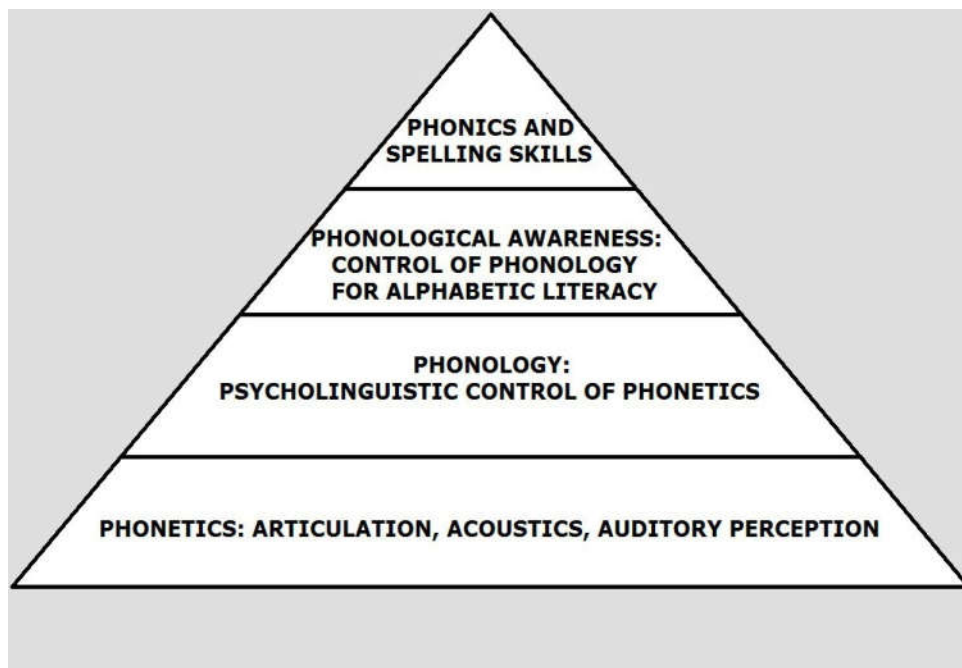 PHONICS AND
SPELLING SKILLS
PHONOLOGICAL AWARENESS:
CONTROL OF PHONOLOGY
FOR ALPHABETIC LITERACY
PHONOLOGY:
PSYCHOLINGUISTIC CONTROL OF PHONETICS
PHONETICS: ARTICULATION, ACOUSTICS, AUDITORY PERCEPTION